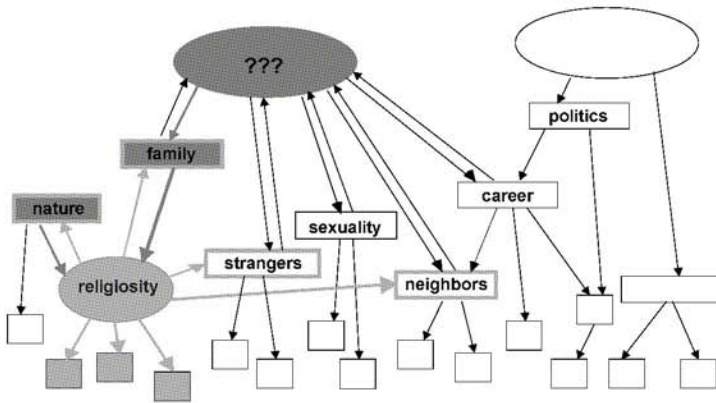 ???
politics
family
career
nature
sexuality
strangers
religiosity
neighbors